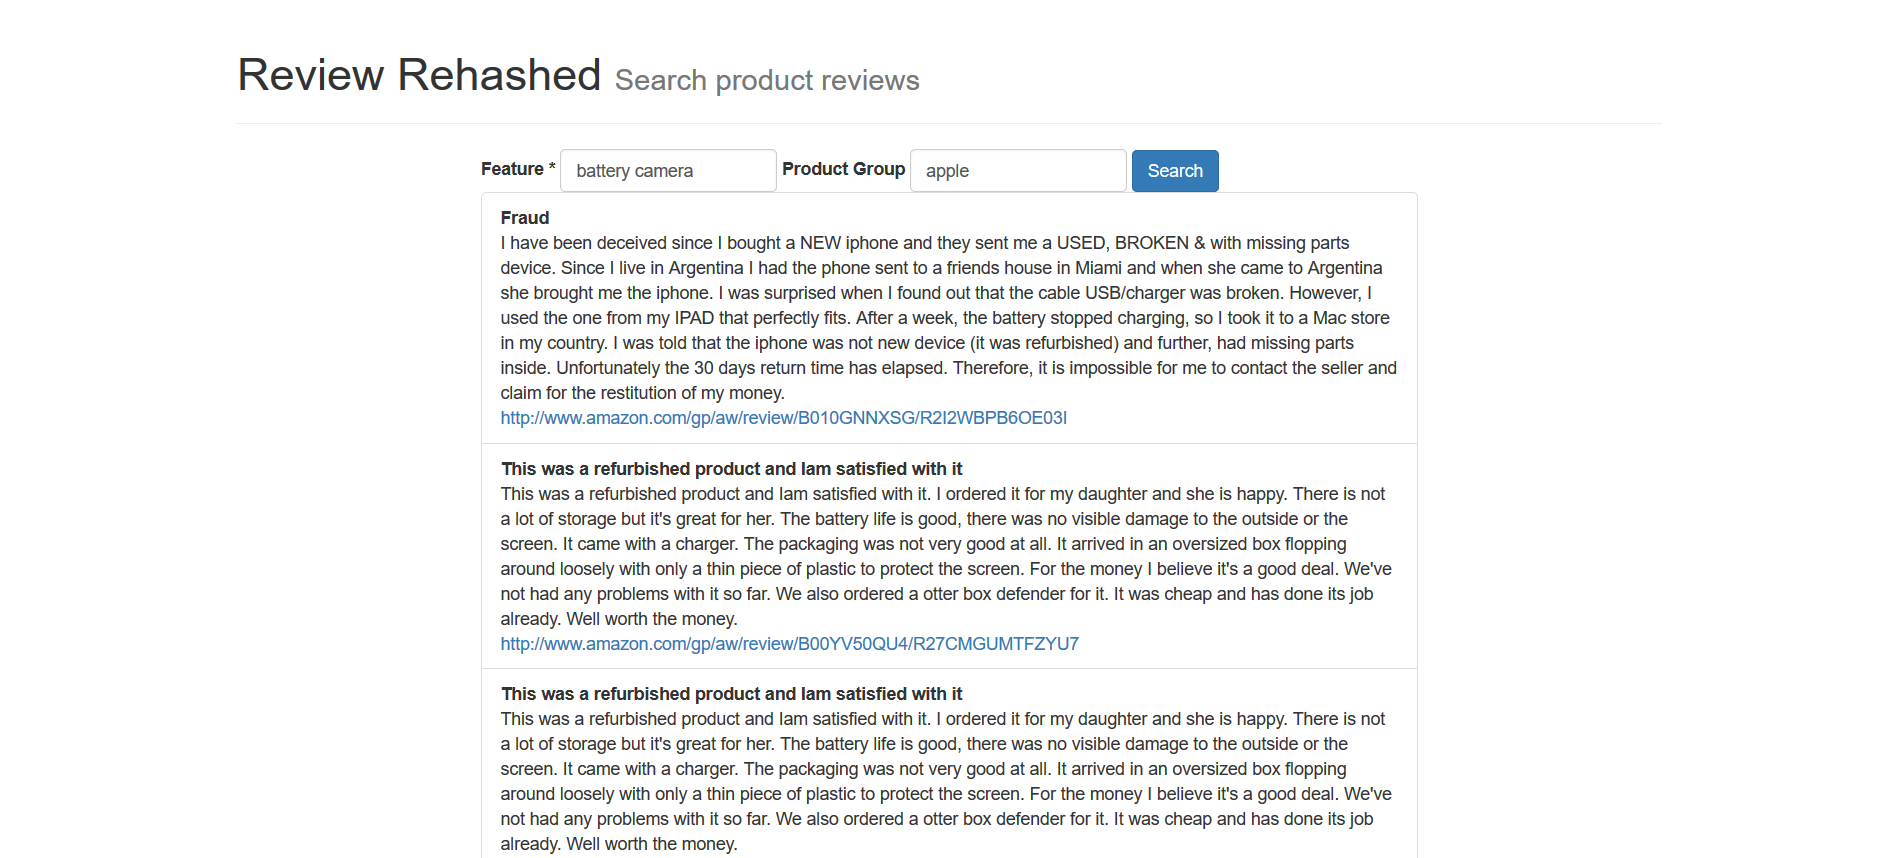 Review Rehashed Search product reviews
Feature * battery camera Product Group apple Search
Fraud
I have been deceived since I bought a NEW iphone and they sent me a USED, BROKEN & with missing parts
device. Since I live in Argentina I had the phone sent to a friends house in Miami and when she came to Argentina
she brought me the iphone. I was surprised when I found out that the cable USB/charger was broken. However, I
used the one from my IPAD that perfectly fits. After a week, the battery stopped charging, so I took it to a Mac store
in my country. I was told that the iphone was not new device (it was refurbished) and further, had missing parts
inside. Unfortunately the 30 days return time has elapsed. Therefore, it is impossible for me to contact the seller and
claim for the restitution of my money.
http://www.amazon.com/gp/aw/review/B010GNNXSG/R2I2WBPB6OE03I
This was a refurbished product and Iam satisfied with it
This was a refurbished product and Iam satisfied with it. I ordered it for my daughter and she is happy. There is not
a lot of storage but it's great for her. The battery life is good, there was no visible damage to the outside or the
screen. It came with a charger. The packaging was not very good at all. It arrived in an oversized box flopping
around loosely with only a thin piece of plastic to protect the screen. For the money I believe it's a good deal. We've
not had any problems with it so far. We also ordered a otter box defender for it. It was cheap and has done its job
already. Well worth the money.
http://www.amazon.com/gp/aw/review/B00YV50QU4/R27CMGUMTFZYU7
This was a refurbished product and Iam satisfied with it
This was a refurbished product and Iam satisfied with it. I ordered it for my daughter and she is happy. There is not
a lot of storage but it's great for her. The battery life is good, there was no visible damage to the outside or the
screen. It came with a charger. The packaging was not very good at all. It arrived in an oversized box flopping
around loosely with only a thin piece of plastic to protect the screen. For the money I believe it's a good deal. We've
not had any problems with it so far. We also ordered a otter box defender for it. It was cheap and has done its job
already. Well worth the money.